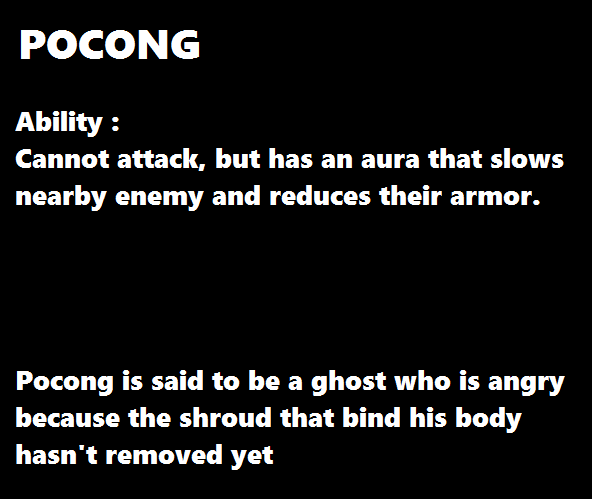 POCONG
Ability :
Cannot attack, but has an aura that slows
nearby enemy and reduces their armor.
Pocong is said to be a ghost who is angry
because the shroud that bind his body
hasn't removed yet